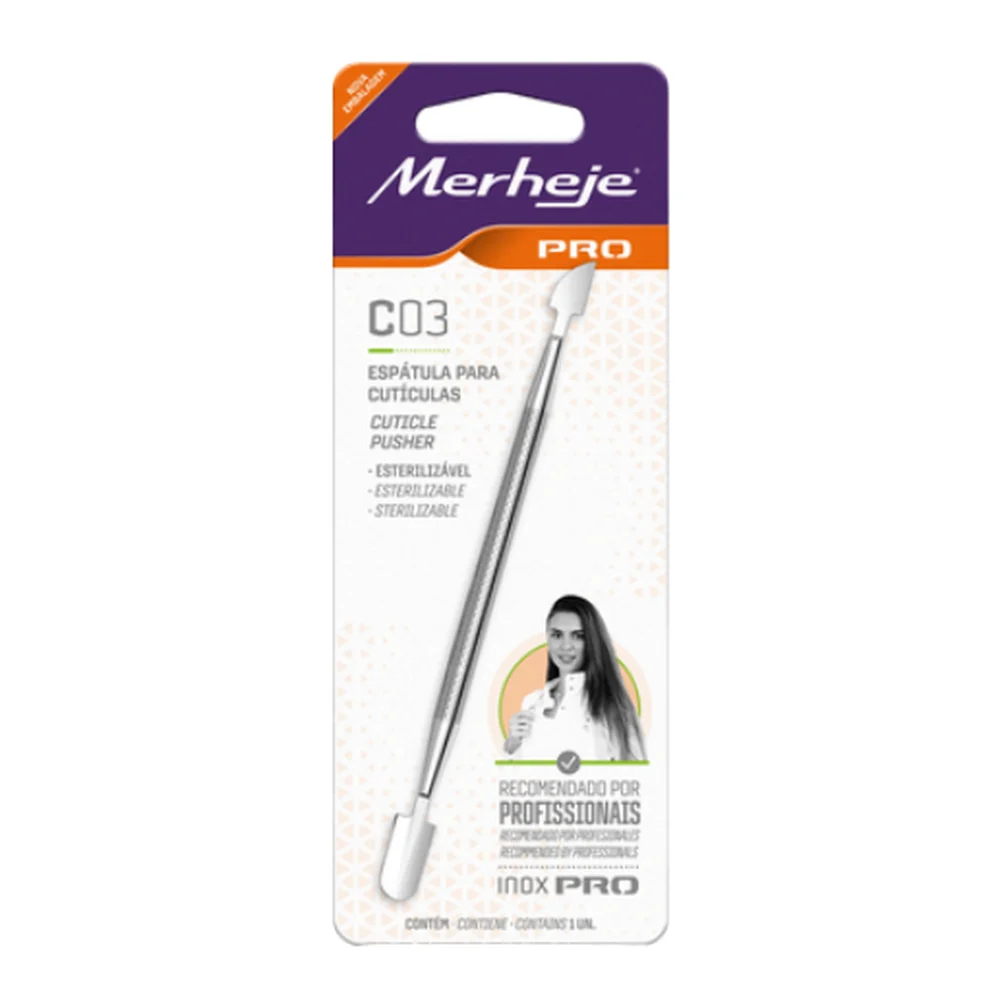 NOVA
EMBALAGEM
Merheje®
PRO
C03
ESPÁTULA PARA
CUTÍCULAS
CUTICLE
PUSHER
• ESTERILIZÁVEL
• ESTERILIZABLE
• STERILIZABLE
RECOMENDADO POR
PROFISSIONAIS
RECOMENDADO POR PROFESIONALES
RECOMMENDED BY PROFESSIONALS
INOX PRO
CONTÉM • CONTIENE • CONTAINS 1 UN.